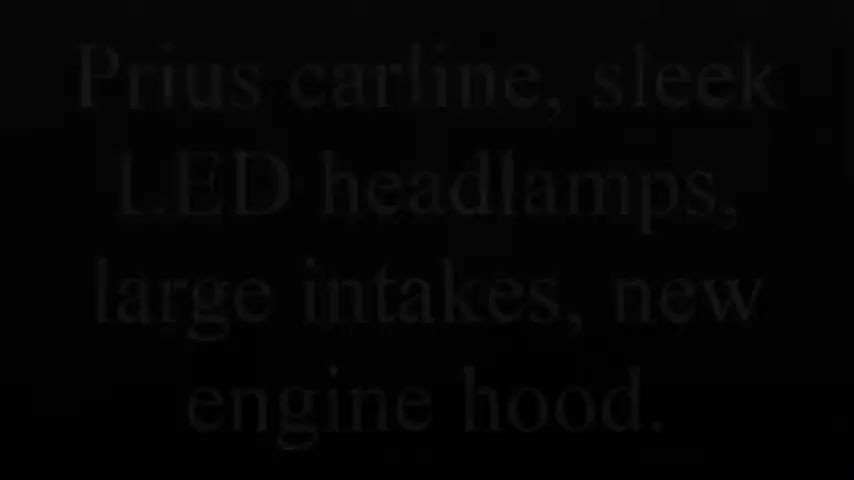 Prius carline, sleek
LED headlamps,
large intakes, new
engine hood.